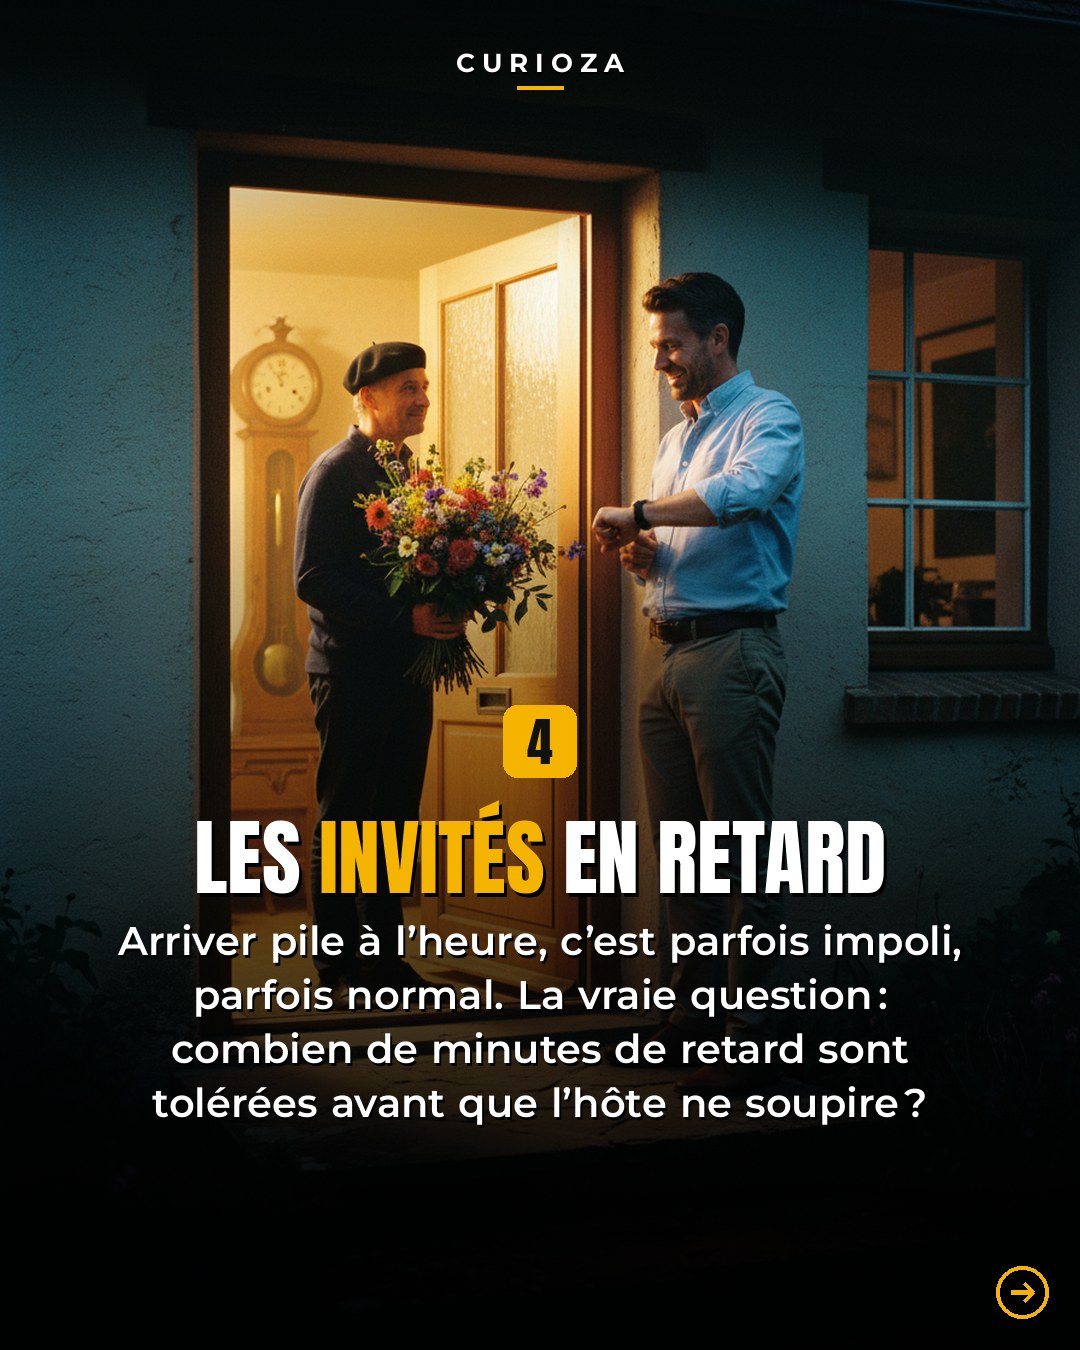 CURIOZA
4
LES INVITÉS EN RETARD
Arriver pile à l’heure, c’est parfois impoli,
parfois normal. La vraie question :
combien de minutes de retard sont
tolérées avant que l’hôte ne soupire ?